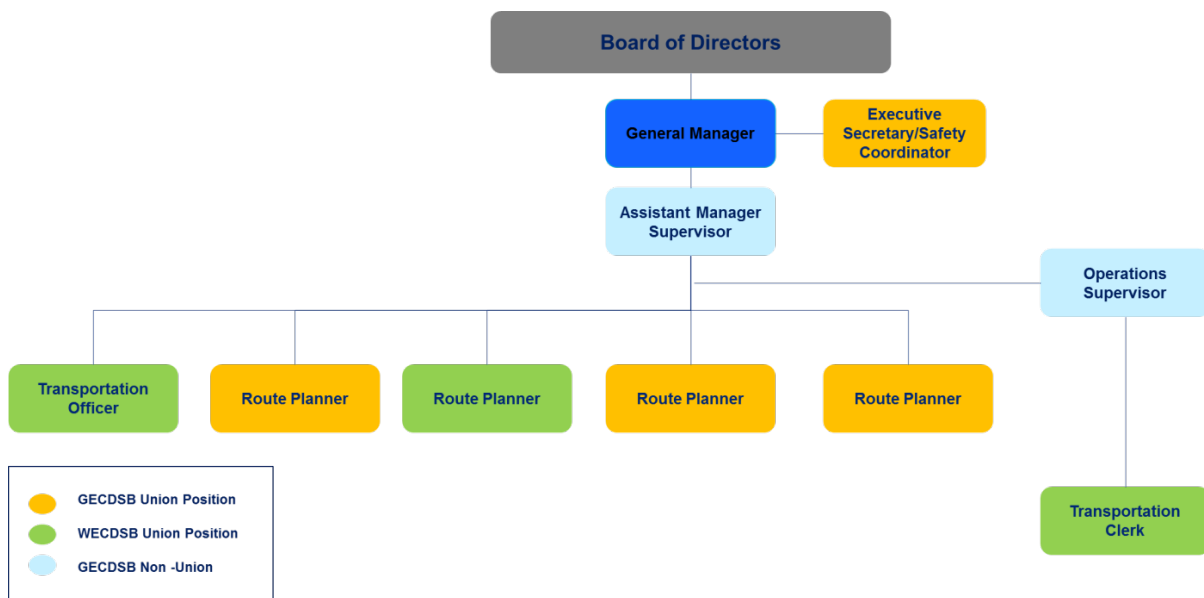 Board of Directors
General Manager
Executive
Secretary/Safety
Coordinator
Assistant Manager
Supervisor
Operations
Supervisor
Transportation
Officer
Route Planner
Route Planner
Route Planner
Route Planner
GECDSB Union Position
WECDSB Union Position
GECDSB Non -Union
Transportation
Clerk